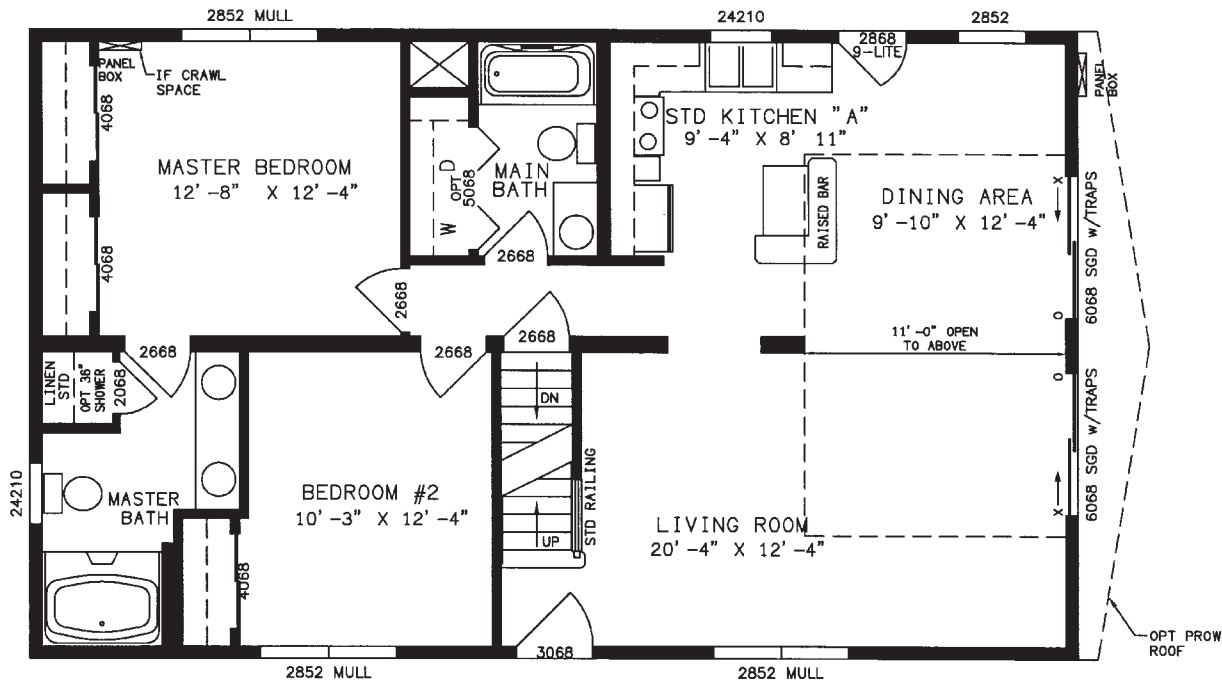 2852 MULL
24210
2852
2868
9-LITE
PANEL
BOX
IF CRAWL
SPACE
PANEL
BOX
4068
STD KITCHEN "A"
9'-4" X 8' 11"
MASTER BEDROOM
12'-8" X 12'-4"
W D
OPT
5068
MAIN
BATH
RAISED BAR
DINING AREA
9'-10" X 12'-4"
X
6068 SGD w/TRAPS
O
4068
2668
2668
2668
2668
2668
11'-0" OPEN
TO ABOVE
LINEN
STD
OPT 36"
SHOWER
2068
DN
O
6068 SGD w/TRAPS
X
24210
MASTER
BATH
BEDROOM #2
10'-3" X 12'-4"
STD RAILING
UP
LIVING ROOM
20'-4" X 12'-4"
4068
3068
OPT PROW
ROOF
2852 MULL
2852 MULL